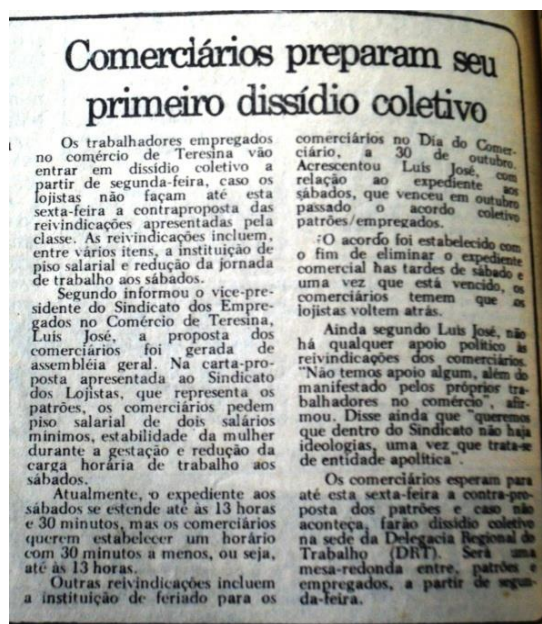 Comerciários preparam seu
primeiro dissídio coletivo
Os trabalhadores empregados
no comércio de Teresina vão
entrar em dissídio coletivo a
partir de segunda-feira, caso os
lojistas não façam até esta
sexta-feira a contraproposta das
reivindicações apresentadas pela
classe. As reivindicações incluem,
entre vários itens, a instituição de
piso salarial e redução da jornada
de trabalho aos sábados.
Segundo informou o vice-pre-
sidente do Sindicato dos Empre-
gados no Comércio de Teresina,
Luís José, a proposta dos
comerciários foi gerada de
assembléia geral. Na carta-pro-
posta apresentada ao Sindicato
dos Lojistas, que representa os
patrões, os comerciários pedem
piso salarial de dois salários
mínimos, estabilidade da mulher
durante a gestação e redução da
carga horária de trabalho aos
sábados.
Atualmente, o expediente aos
sábados se estende até às 13 horas
e 30 minutos, mas os comerciários
querem estabelecer um horário
com 30 minutos a menos, ou seja,
até às 13 horas.
Outras reivindicações incluem
a instituição de feriado para os
comerciários no Dia do Comer-
ciário, a 30 de outubro.
Acrescentou Luís José, com
relação ao expediente aos
sábados, que venceu em outubro
passado o acordo coletivo
patrões/empregados.
"O acordo foi estabelecido com
o fim de eliminar o expediente
comercial has tardes de sábado e
uma vez que está vencido, os
comerciários temem que os
lojistas voltem atrás.
Ainda segundo Luís José, não
há qualquer apoio político às
reivindicações dos comerciários.
"Não temos apoio algum, além do
manifestado pelos próprios tra-
balhadores no comércio", afir-
mou. Disse ainda que "queremos
que dentro do Sindicato não haja
ideologias, uma vez que trata-se
de entidade apolítica".
Os comerciários esperam para
até esta sexta-feira a contra-pro-
posta dos patrões e caso não
aconteça, farão dissídio coletivo
na sede da Delegacia Regional do
Trabalho (DRT). Será uma
mesa-redonda entre, patrões e
empregados, a partir de segun-
da-feira.